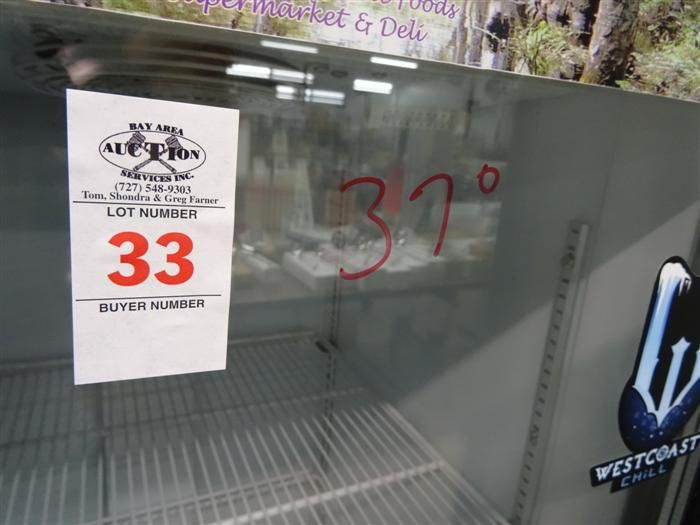 Foods
Supermarket & Deli
BAY AREA
AUCTION
SERVICES INC.
(727) 548-9303
Tom, Shondra & Greg Farner
LOT NUMBER
33
BUYER NUMBER
37°
WESTCOAST
CHILL